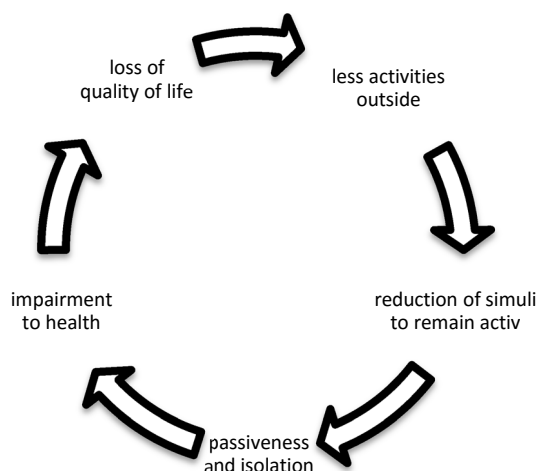 loss of
quality of life
less activities
outside
reduction of simuli
to remain activ
passiveness
and isolation
impairment
to health